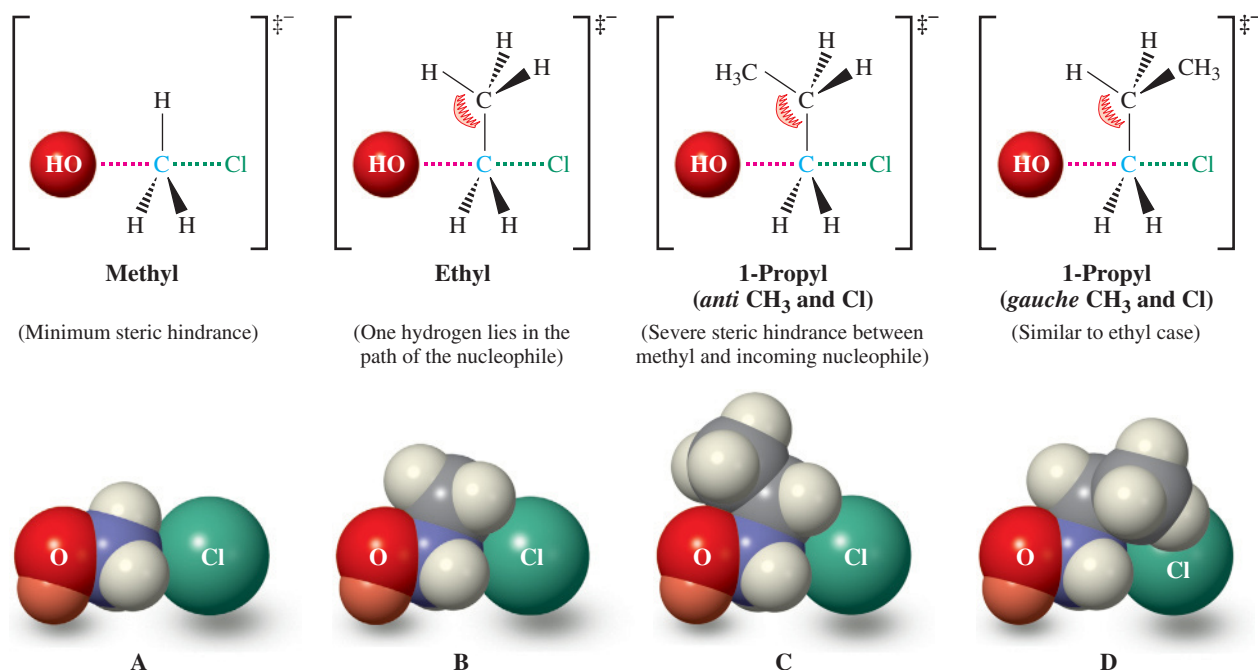 ‡−
H
HO
C
Cl
H
H
Methyl
(Minimum steric hindrance)
‡−
H
H
H
C
HO
C
Cl
H
H
Ethyl
(One hydrogen lies in the
path of the nucleophile)
‡−
H
H₃C
H
C
HO
C
Cl
H
H
1-Propyl
(anti CH₃ and Cl)
(Severe steric hindrance between
methyl and incoming nucleophile)
‡−
H
H
CH₃
C
HO
C
Cl
H
H
1-Propyl
(gauche CH₃ and Cl)
(Similar to ethyl case)
O
Cl
A
O
Cl
B
O
Cl
C
O
Cl
D